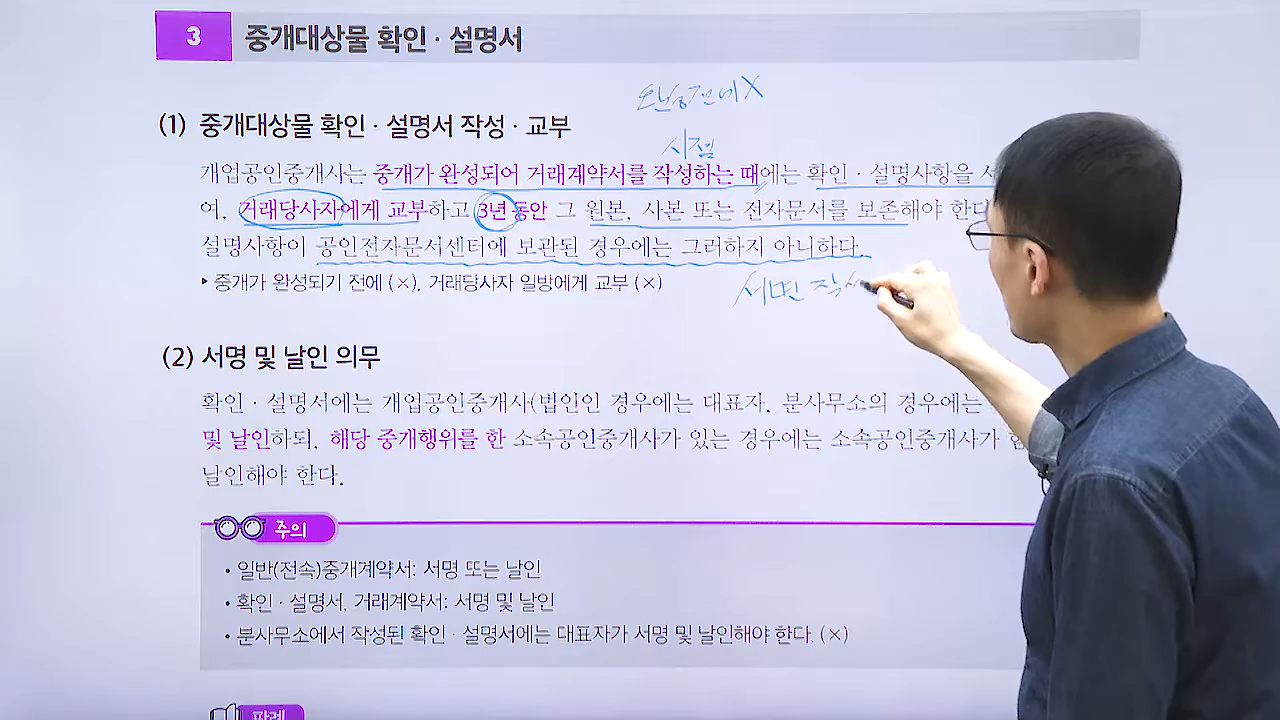 3 중개대상물 확인 · 설명서
완성전에 X
(1) 중개대상물 확인 · 설명서 작성 · 교부
시점
개업공인중개사는 중개가 완성되어 거래계약서를 작성하는 때에는 확인 · 설명사항을
여, 거래당사자에게 교부하고 3년 동안 그 원본, 사본 또는 전자문서를 보존해야 한다
설명사항이 공인전자문서센터에 보관된 경우에는 그러하지 아니하다.
▸ 중개가 완성되기 전에 (×), 거래당사자 일방에게 교부 (×)
서면 작
(2) 서명 및 날인 의무
확인 · 설명서에는 개업공인중개사(법인인 경우에는 대표자, 분사무소의 경우에는
및 날인하되, 해당 중개행위를 한 소속공인중개사가 있는 경우에는 소속공인중개사가
날인해야 한다.
주의
• 일반(전속)중개계약서: 서명 또는 날인
• 확인 · 설명서, 거래계약서: 서명 및 날인
• 분사무소에서 작성된 확인 · 설명서에는 대표자가 서명 및 날인해야 한다. (×)
판례